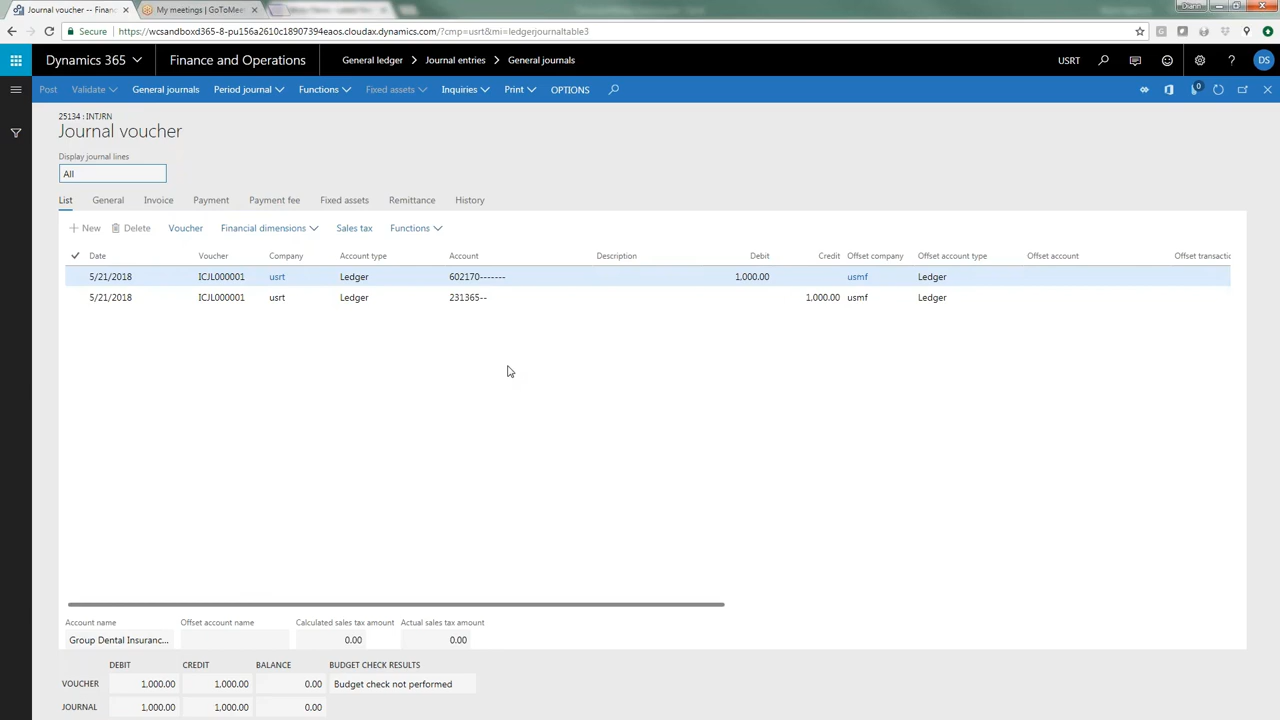 Journal voucher -- Financ
My meetings | GoToMee
Diann
Secure
https://wcsandboxd365-8-pu156a2610c18907394eaos.cloudax.dynamics.com/?cmp=usrt&mi=ledgerjournaltable3
Dynamics 365
Finance and Operations
General ledger > Journal entries > General journals
USRT
? DS
Post Validate General journals Period journal Functions Fixed assets Inquiries Print OPTIONS
0
25134 : INTJRN
Journal voucher
Display journal lines
All
List General Invoice Payment Payment fee Fixed assets Remittance History
New Delete Voucher Financial dimensions Sales tax Functions
Date Voucher Company Account type Account Description Debit Credit Offset company Offset account type Offset account Offset transactio
5/21/2018 ICJL000001 usrt Ledger 602170------- 1,000.00 usmf Ledger
5/21/2018 ICJL000001 usrt Ledger 231365-- 1,000.00 usmf Ledger
Account name Offset account name Calculated sales tax amount Actual sales tax amount
Group Dental Insuranc... 0.00 0.00
DEBIT CREDIT BALANCE BUDGET CHECK RESULTS
VOUCHER 1,000.00 1,000.00 0.00 Budget check not performed
JOURNAL 1,000.00 1,000.00 0.00